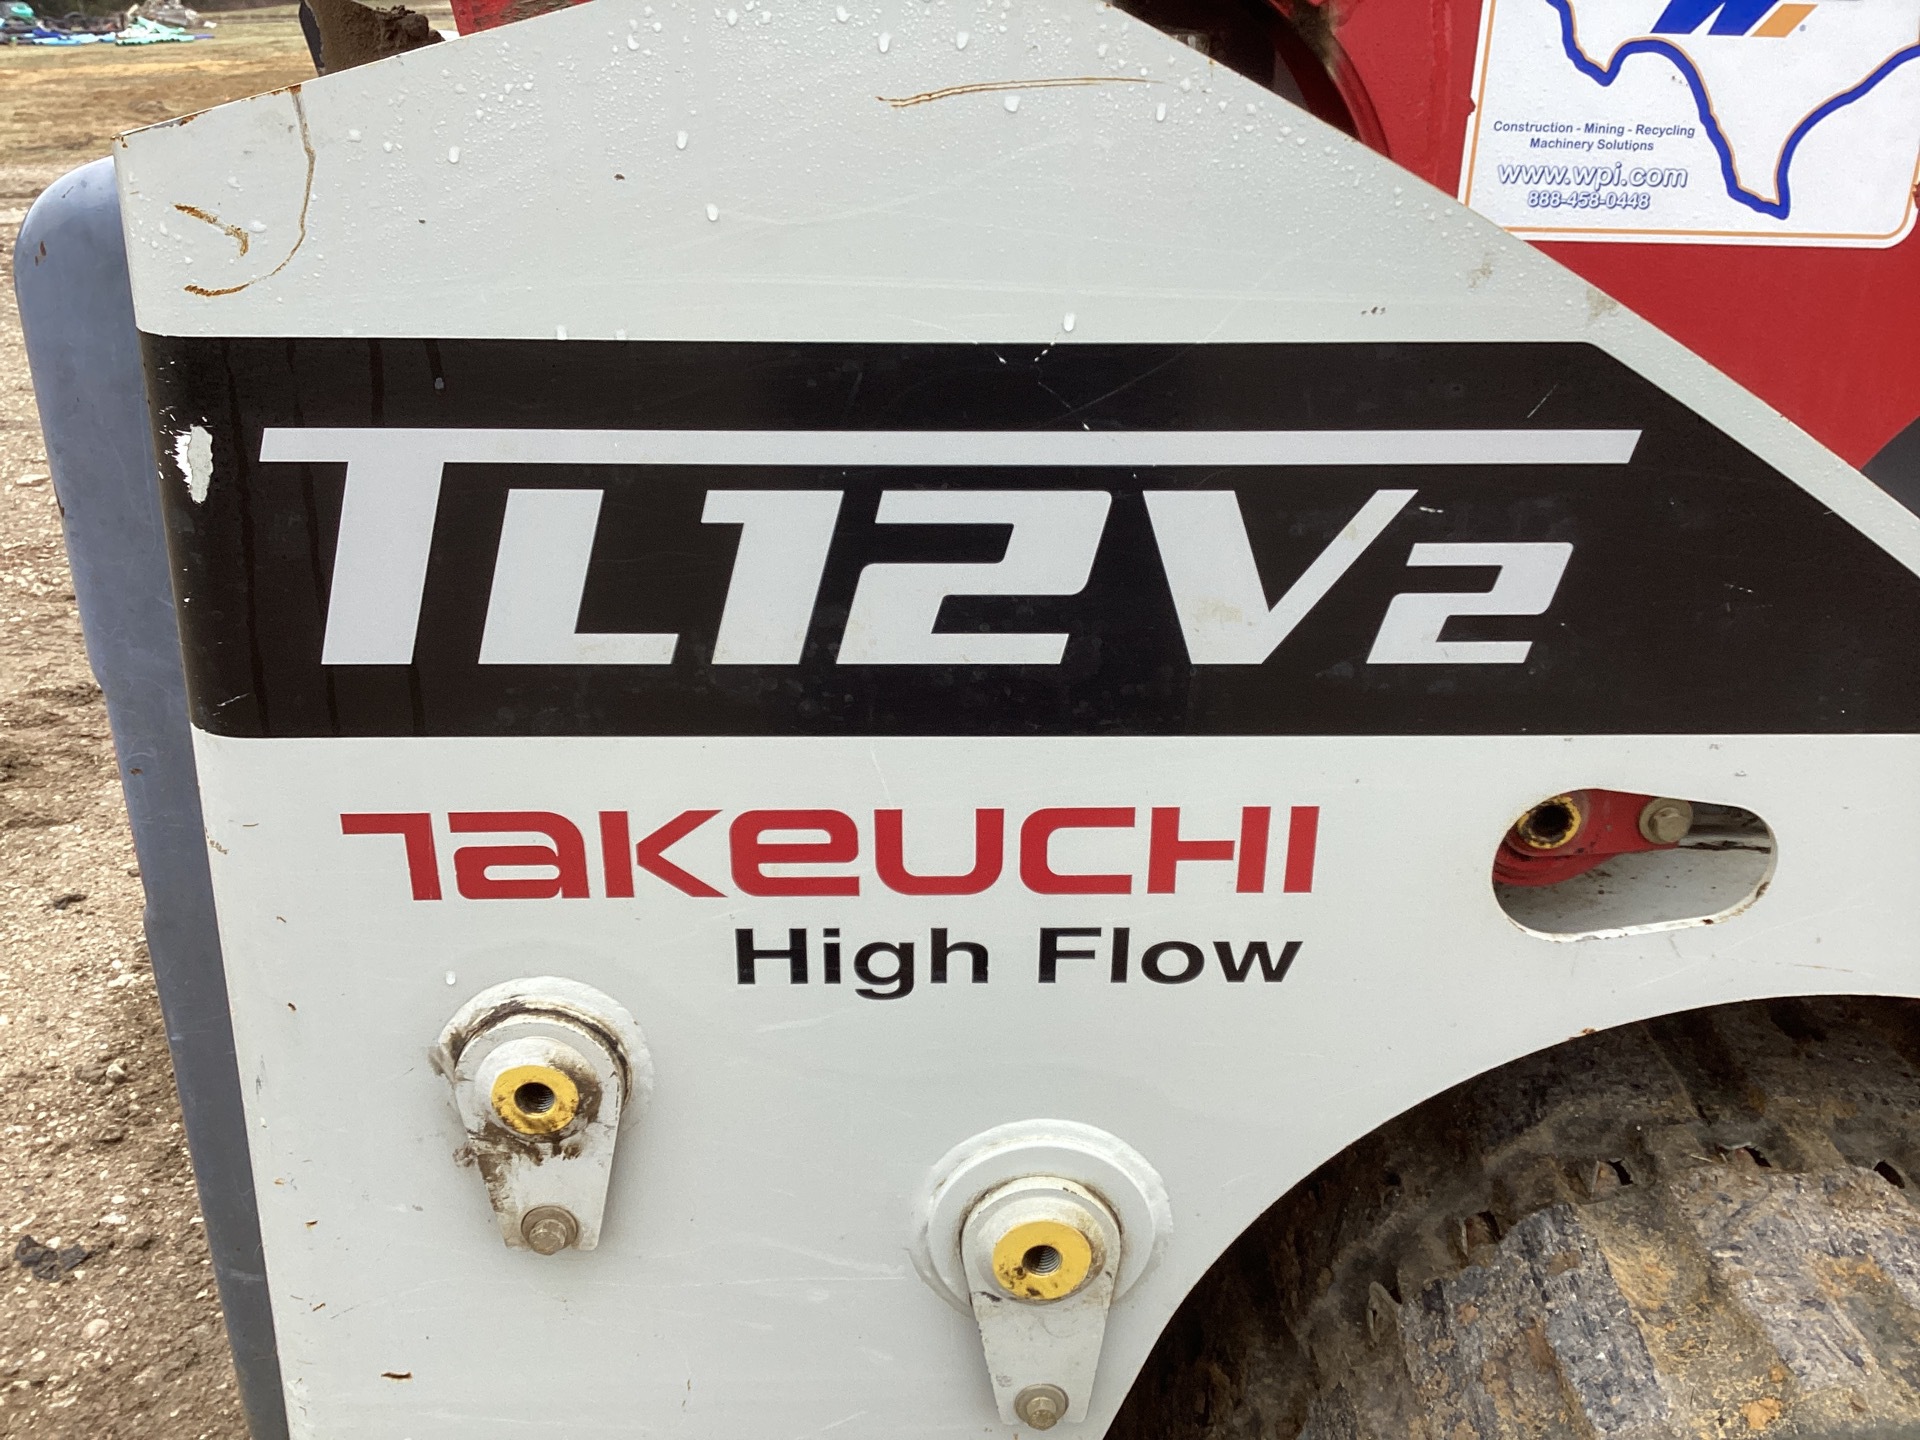 W
Construction - Mining - Recycling
Machinery Solutions
www.wpi.com
888-458-0448
TL12V2
TAKEUCHI
High Flow